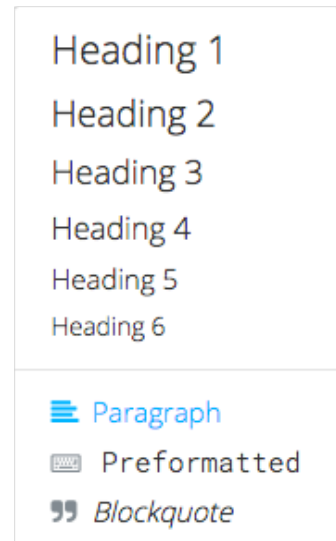 Heading 1
Heading 2
Heading 3
Heading 4
Heading 5
Heading 6
Paragraph
Preformatted
Blockquote